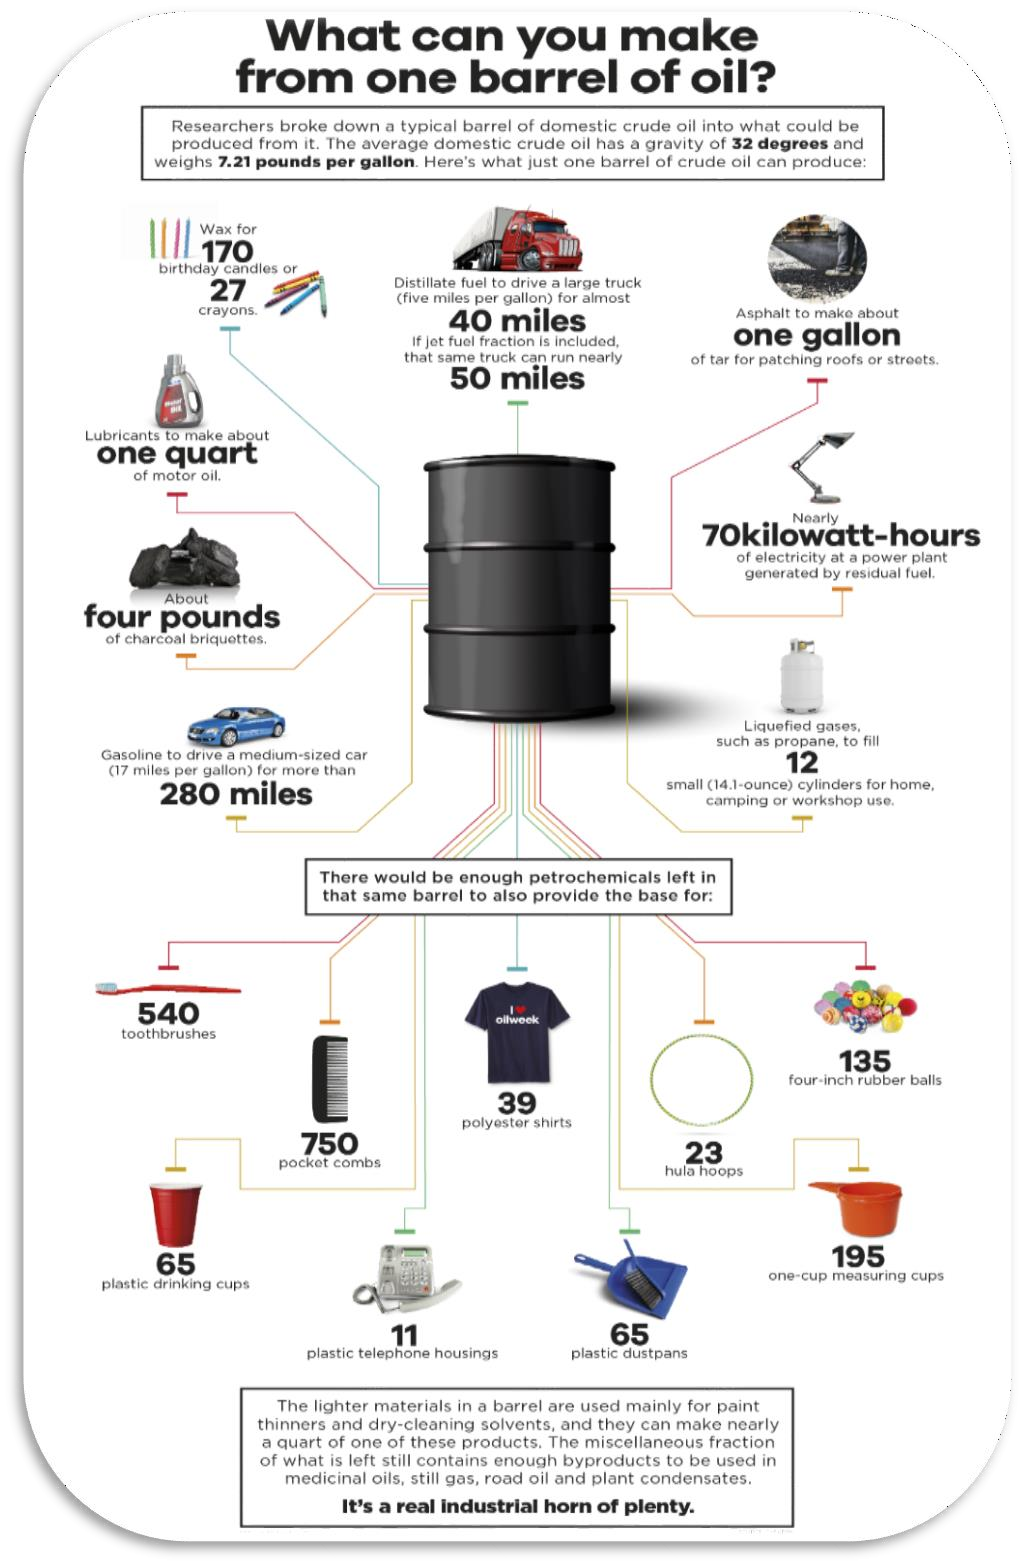 What can you make
from one barrel of oil?
Researchers broke down a typical barrel of domestic crude oil into what could be
produced from it. The average domestic crude oil has a gravity of 32 degrees and
weighs 7.21 pounds per gallon. Here's what just one barrel of crude oil can produce:
Wax for
170
birthday candles or
27
crayons.
Distillate fuel to drive a large truck
(five miles per gallon) for almost
40 miles
If jet fuel fraction is included,
that same truck can run nearly
50 miles
Asphalt to make about
one gallon
of tar for patching roofs or streets.
Lubricants to make about
one quart
of motor oil.
Nearly
70kilowatt-hours
of electricity at a power plant
generated by residual fuel.
About
four pounds
of charcoal briquettes.
Gasoline to drive a medium-sized car
(17 miles per gallon) for more than
280 miles
Liquefied gases,
such as propane, to fill
12
small (14.1-ounce) cylinders for home,
camping or workshop use.
There would be enough petrochemicals left in
that same barrel to also provide the base for:
540
toothbrushes
750
pocket combs
I
oilweek
39
polyester shirts
23
hula hoops
135
four-inch rubber balls
65
plastic drinking cups
11
plastic telephone housings
65
plastic dustpans
195
one-cup measuring cups
The lighter materials in a barrel are used mainly for paint
thinners and dry-cleaning solvents, and they can make nearly
a quart of one of these products. The miscellaneous fraction
of what is left still contains enough byproducts to be used in
medicinal oils, still gas, road oil and plant condensates.
It's a real industrial horn of plenty.